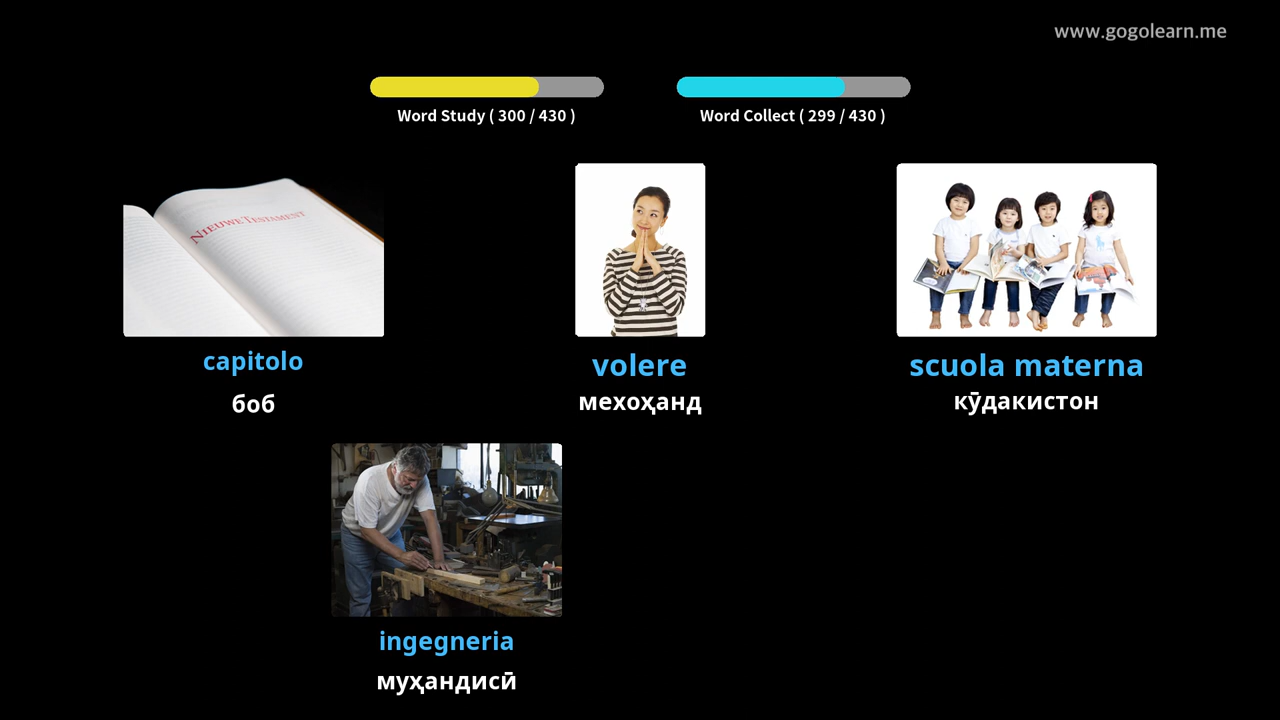 www.gogolearn.me
Word Study ( 300 / 430 )
Word Collect ( 299 / 430 )
NIEUWE TESTAMENT
capitolo
боб
volere
мехоҳанд
scuola materna
кӯдакистон
ingegneria
муҳандисӣ